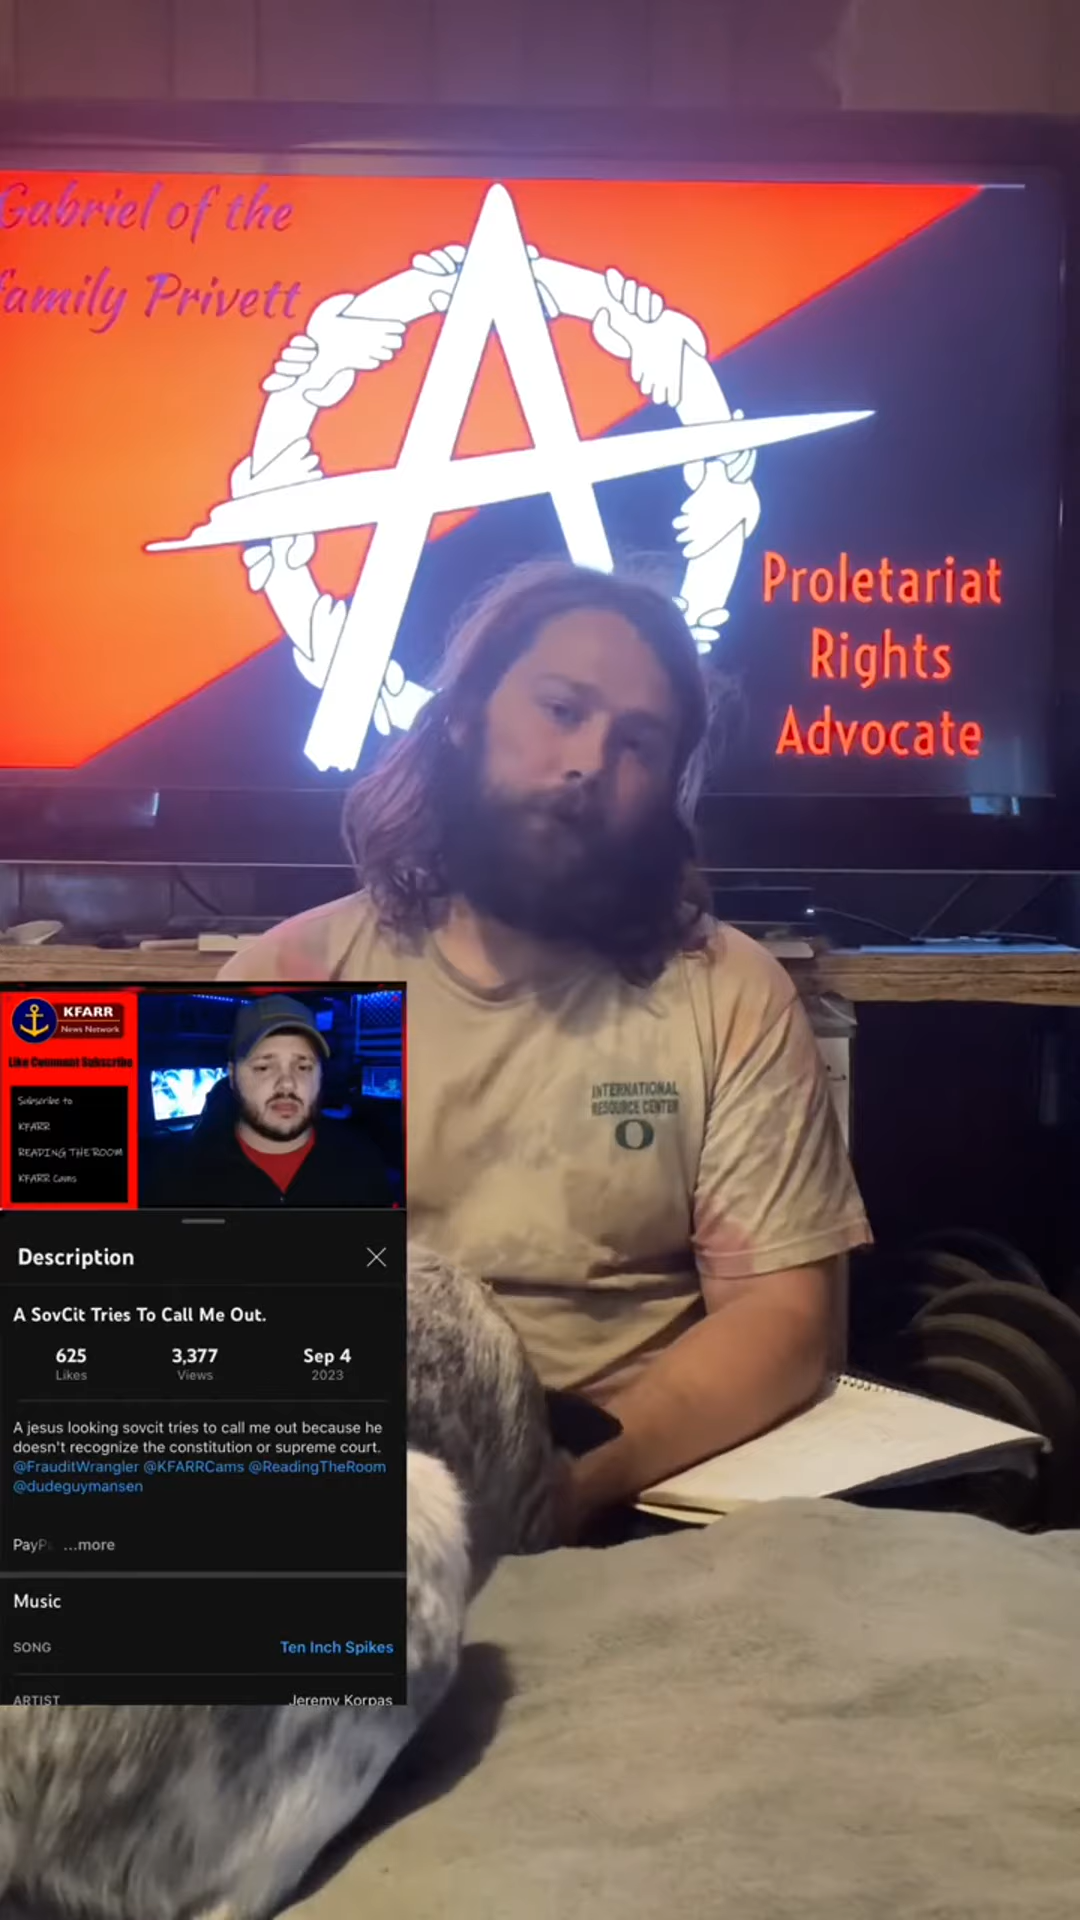 Gabriel of the
family Privett
Proletariat
Rights
Advocate
INTERNATIONAL
RESOURCE CENTER
O
KFARR
News Network
Like Comment Subscribe
Subscribe to
KFARR
READING THE ROOM
KFARR Cams
Description
A SovCit Tries To Call Me Out.
625 3,377 Sep 4
Likes Views 2023
A jesus looking sovcit tries to call me out because he
doesn't recognize the constitution or supreme court.
@FrauditWrangler @KFARRCams @ReadingTheRoom
@dudeguymansen
PayP ...more
Music
SONG Ten Inch Spikes
ARTIST Jeremy Korpas